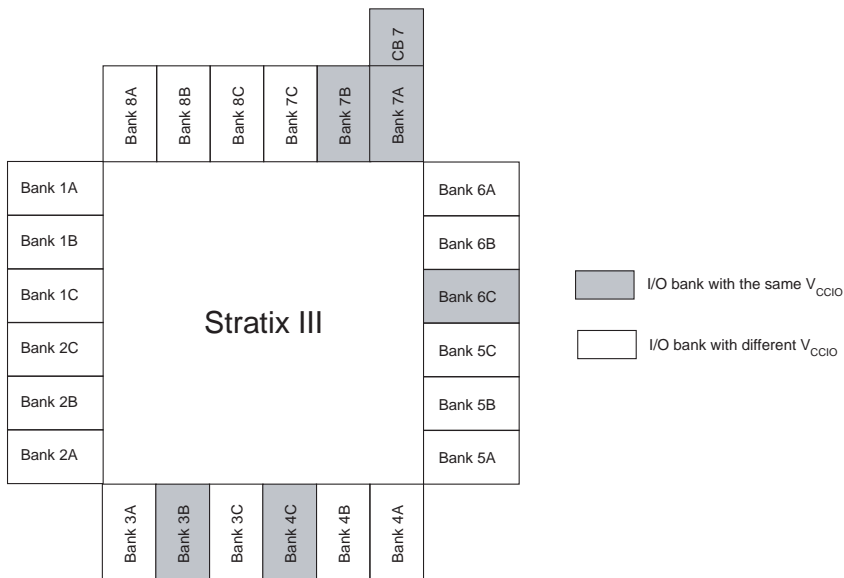 CB 7
Bank 8A
Bank 8B
Bank 8C
Bank 7C
Bank 7B
Bank 7A
Bank 1A
Bank 1B
Bank 1C
Bank 2C
Bank 2B
Bank 2A
Stratix III
Bank 6A
Bank 6B
Bank 6C
Bank 5C
Bank 5B
Bank 5A
I/O bank with the same VCCIO
I/O bank with different VCCIO
Bank 3A
Bank 3B
Bank 3C
Bank 4C
Bank 4B
Bank 4A